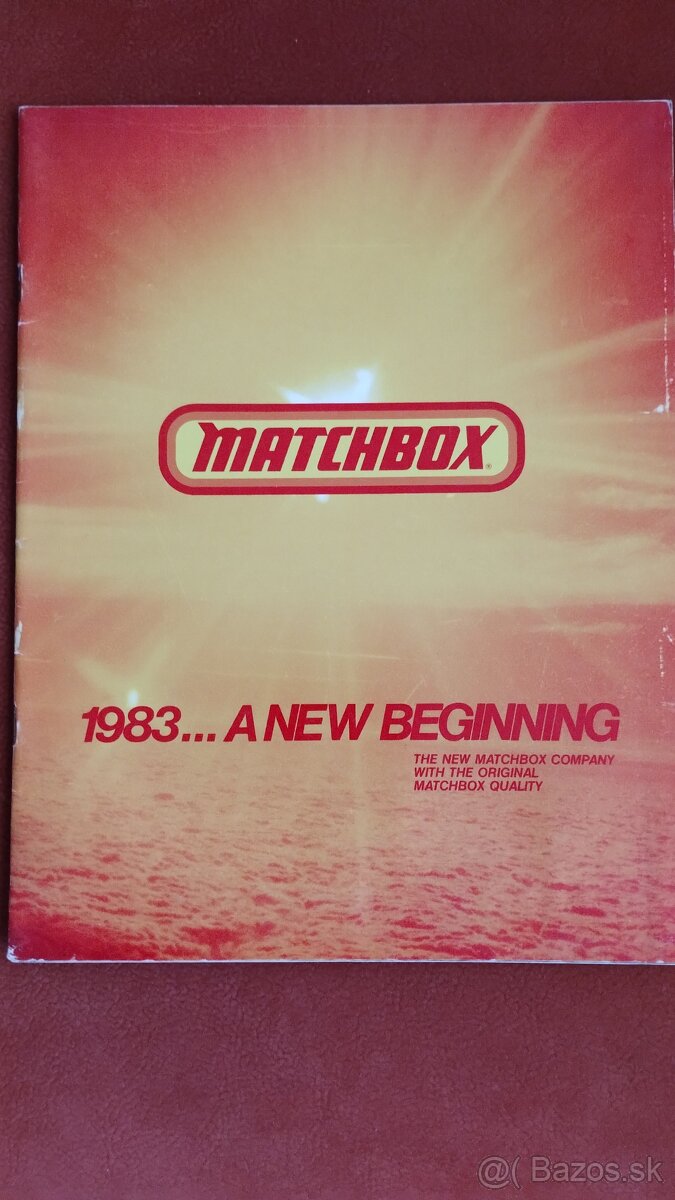 MATCHBOX®
1983... A NEW BEGINNING
THE NEW MATCHBOX COMPANY
WITH THE ORIGINAL
MATCHBOX QUALITY
@( Bazos.sk